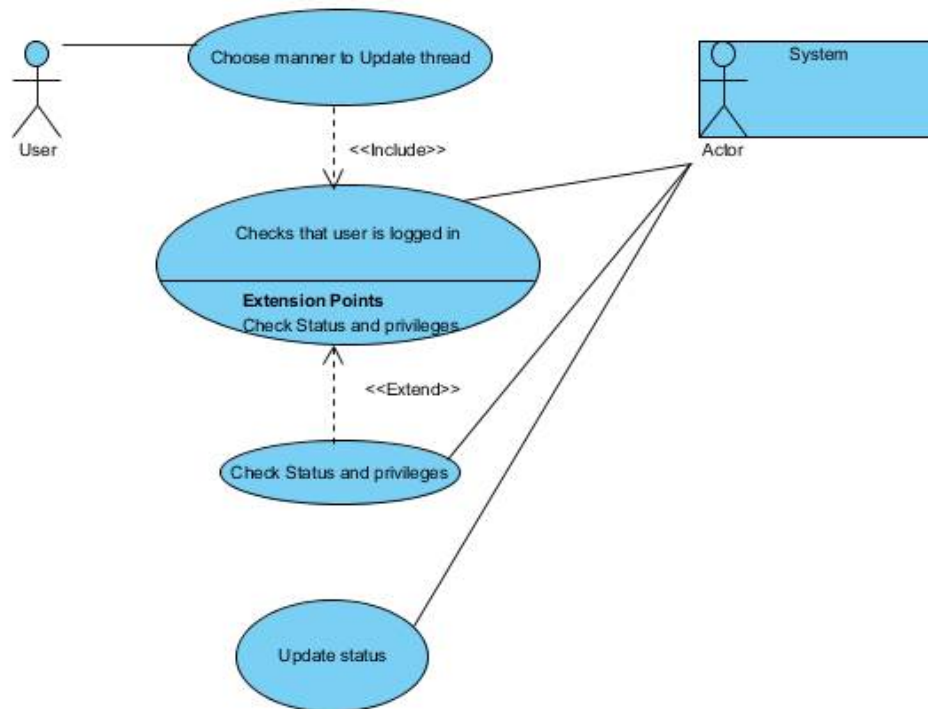 Choose manner to Update thread
System
User
Actor
<<Include>>
Checks that user is logged in
Extension Points
Check Status and privileges
<<Extend>>
Check Status and privileges
Update status